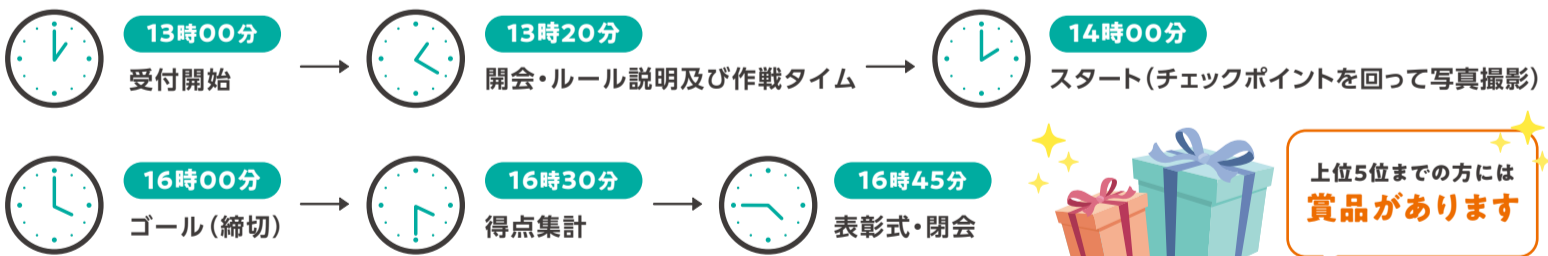 13時00分
受付開始
13時20分
開会・ルール説明及び作戦タイム
14時00分
スタート(チェックポイントを回って写真撮影)
16時00分
ゴール(締切)
16時30分
得点集計
16時45分
表彰式・閉会
上位5位までの方には
賞品があります